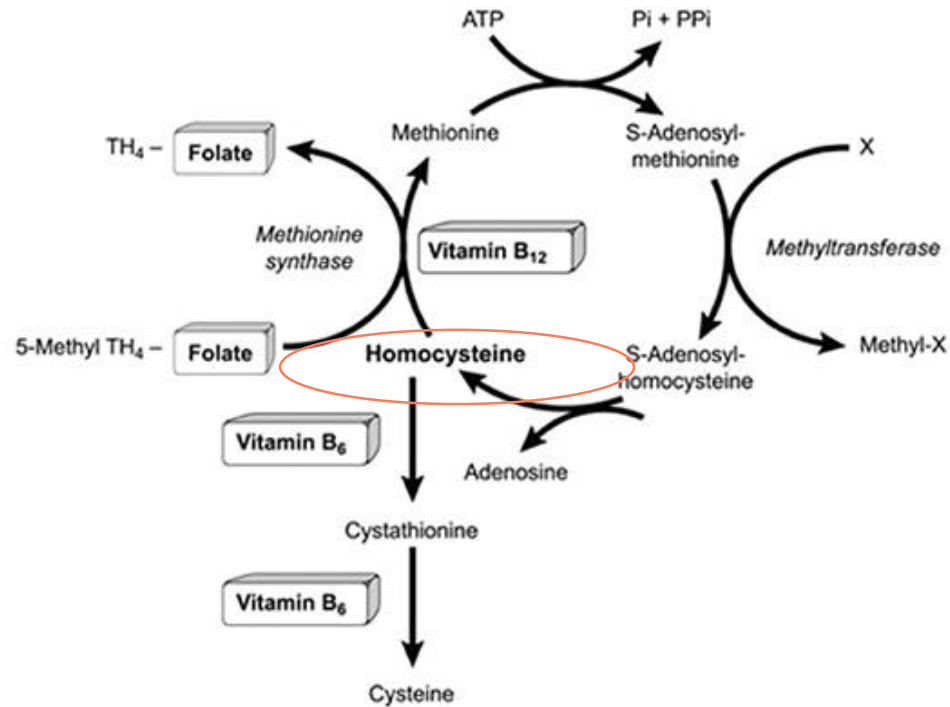 ATP
Pi + PPi
Methionine
S-Adenosyl-
methionine
TH₄ – Folate
X
Methionine
synthase
Vitamin B₁₂
Methyltransferase
5-Methyl TH₄ – Folate
Homocysteine
S-Adenosyl-
homocysteine
Methyl-X
Vitamin B₆
Adenosine
Cystathionine
Vitamin B₆
Cysteine